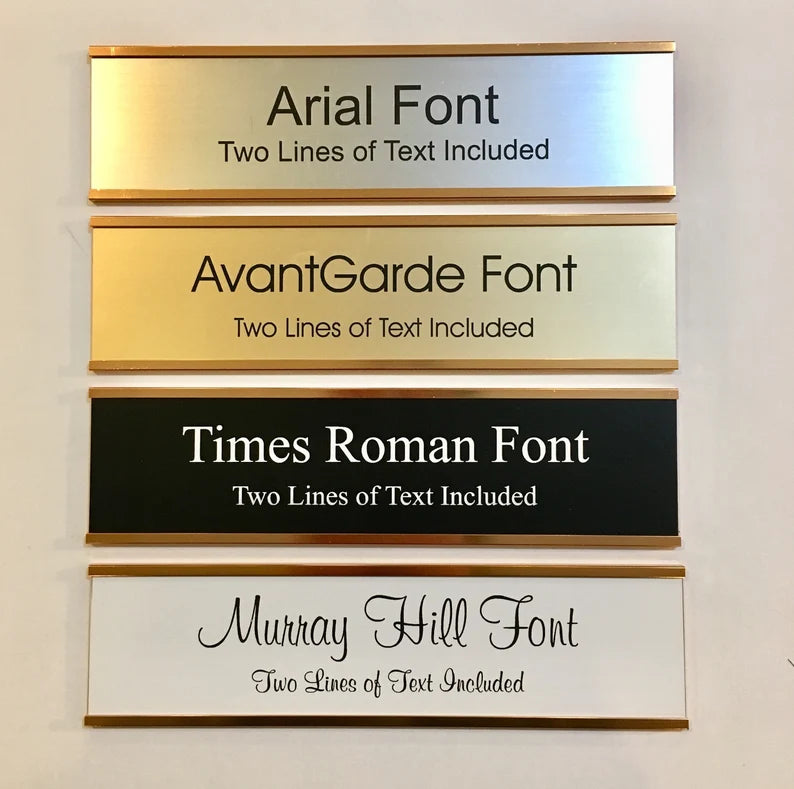 Arial Font
Two Lines of Text Included
AvantGarde Font
Two Lines of Text Included
Times Roman Font
Two Lines of Text Included
Murray Hill Font
Two Lines of Text Included